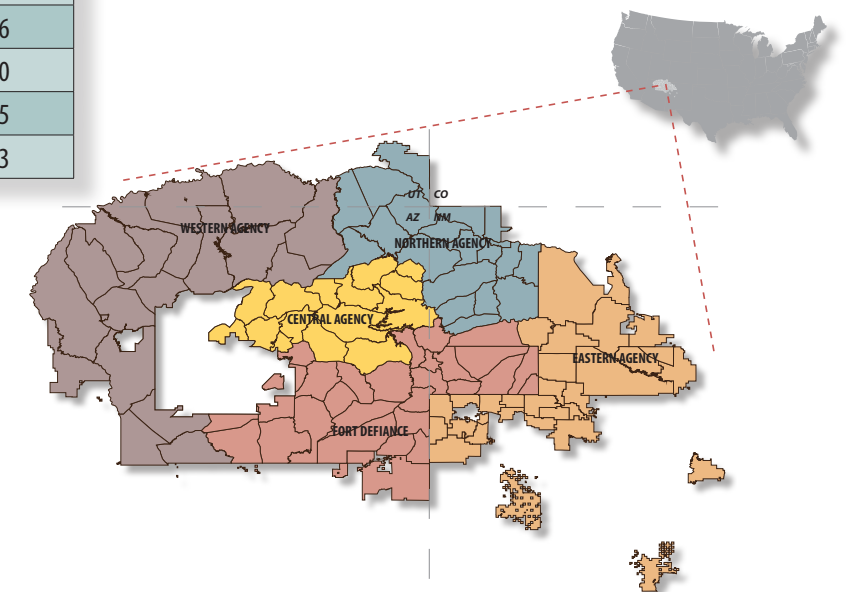 6
0
5
3
UT CO
AZ NM
WESTERN AGENCY
NORTHERN AGENCY
CENTRAL AGENCY
EASTERN AGENCY
FORT DEFIANCE